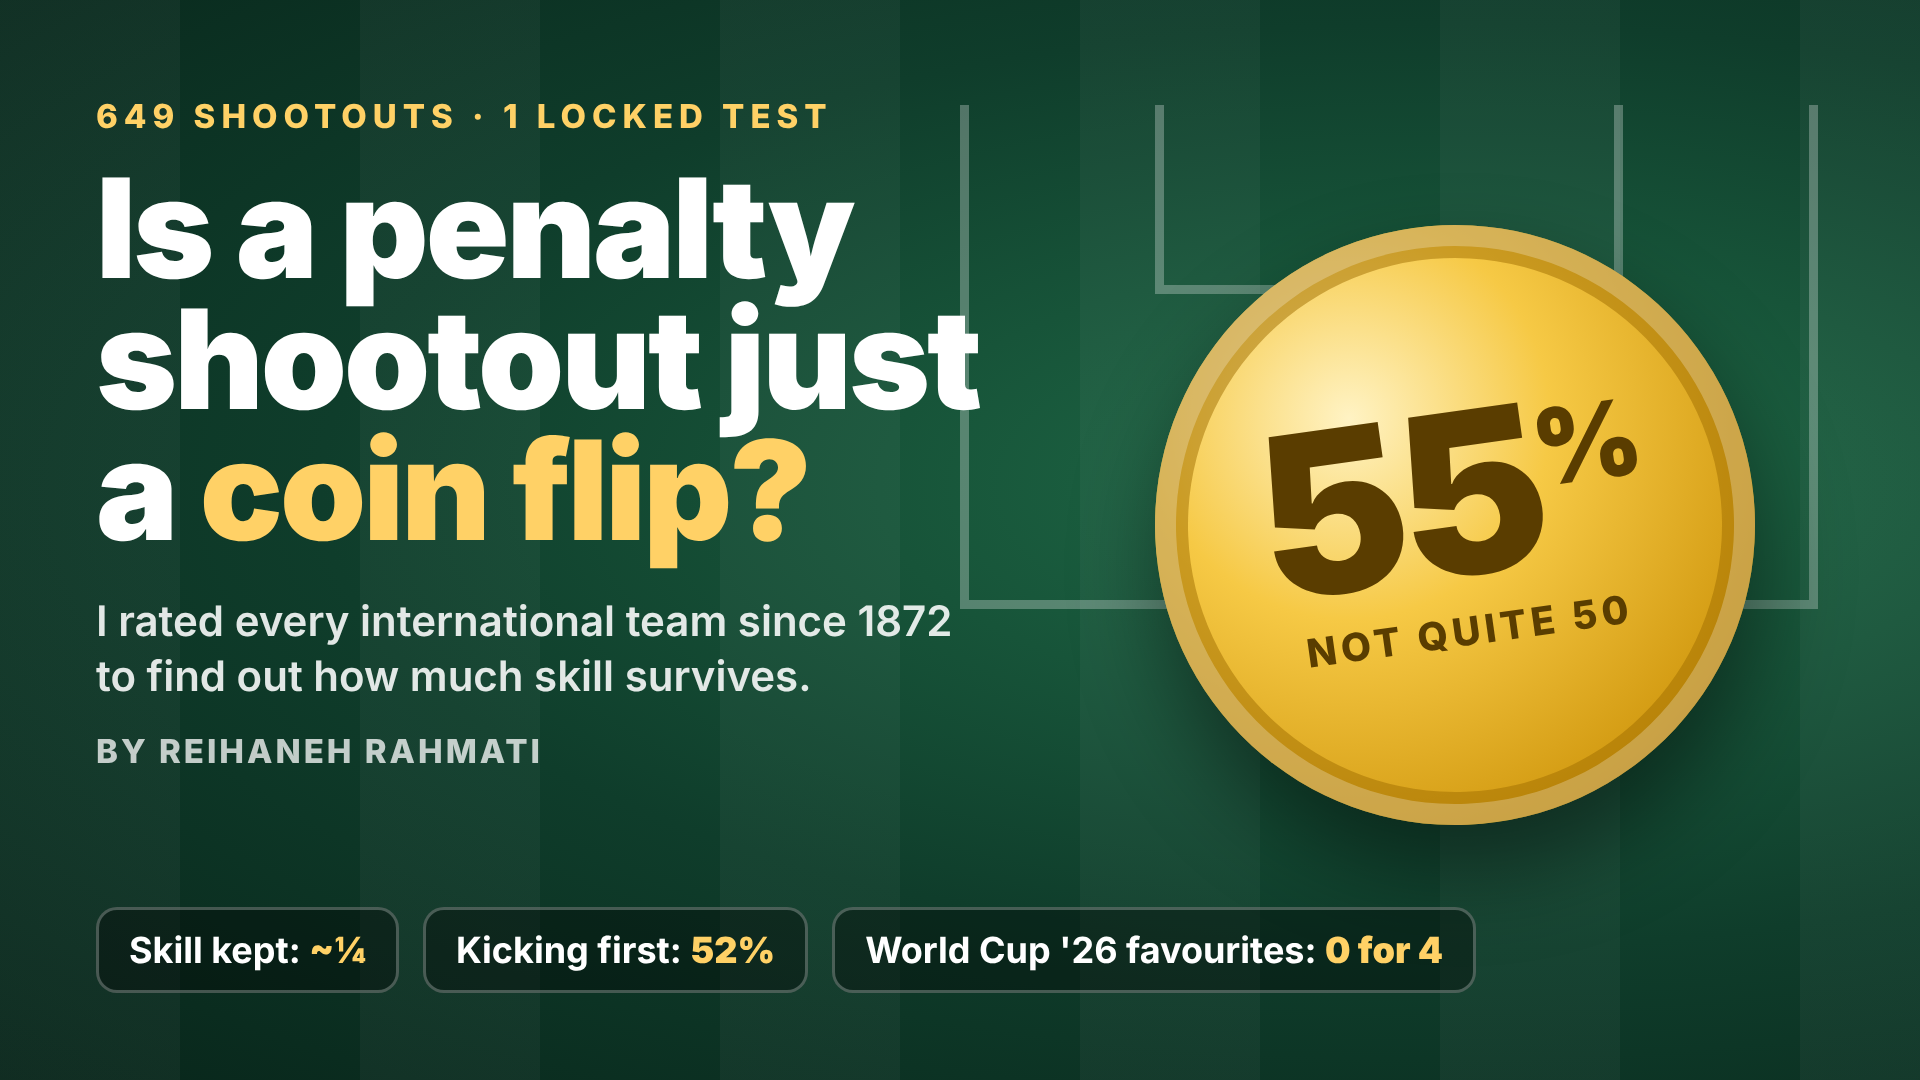 649 SHOOTOUTS · 1 LOCKED TEST
Is a penalty
shootout just
a coin flip?
I rated every international team since 1872
to find out how much skill survives.
BY REIHANEH RAHMATI
55%
NOT QUITE 50
Skill kept: ~¼
Kicking first: 52%
World Cup '26 favourites: 0 for 4